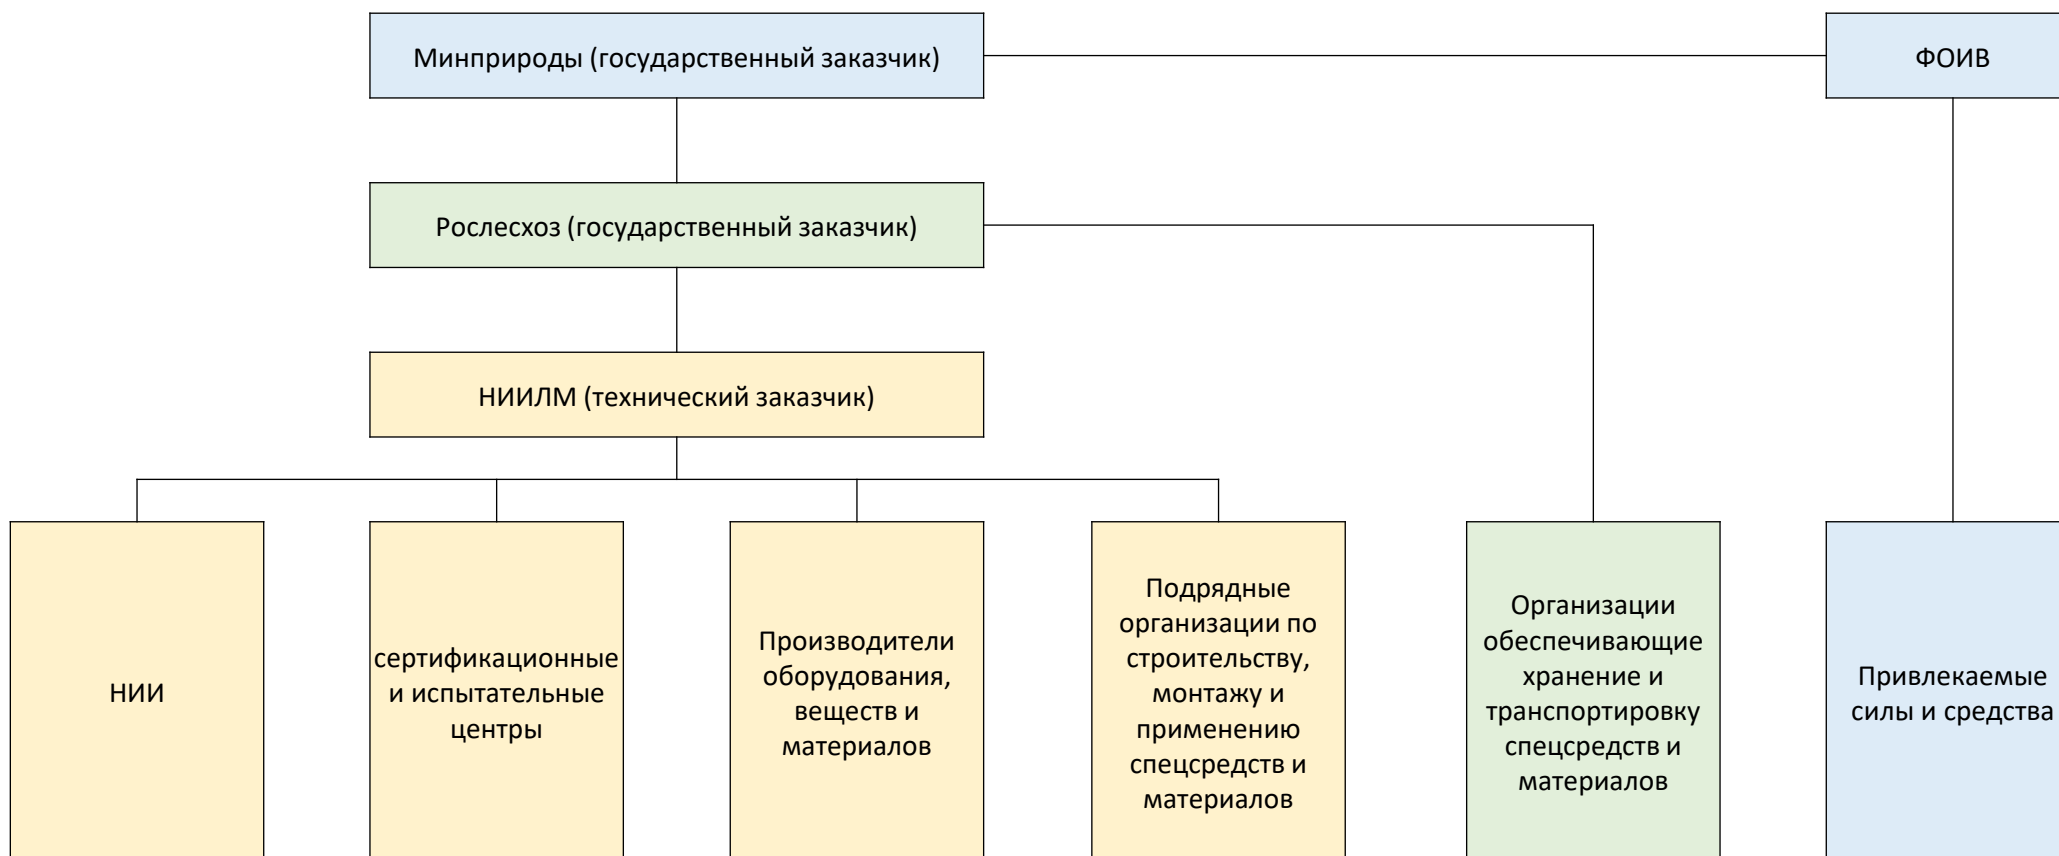 Минприроды (государственный заказчик)
ФОИВ
Рослесхоз (государственный заказчик)
НИИЛМ (технический заказчик)
НИИ
сертификационные
и испытательные
центры
Производители
оборудования,
веществ и
материалов
Подрядные
организации по
строительству,
монтажу и
применению
спецсредств и
материалов
Организации
обеспечивающие
хранение и
транспортировку
спецсредств и
материалов
Привлекаемые
силы и средства